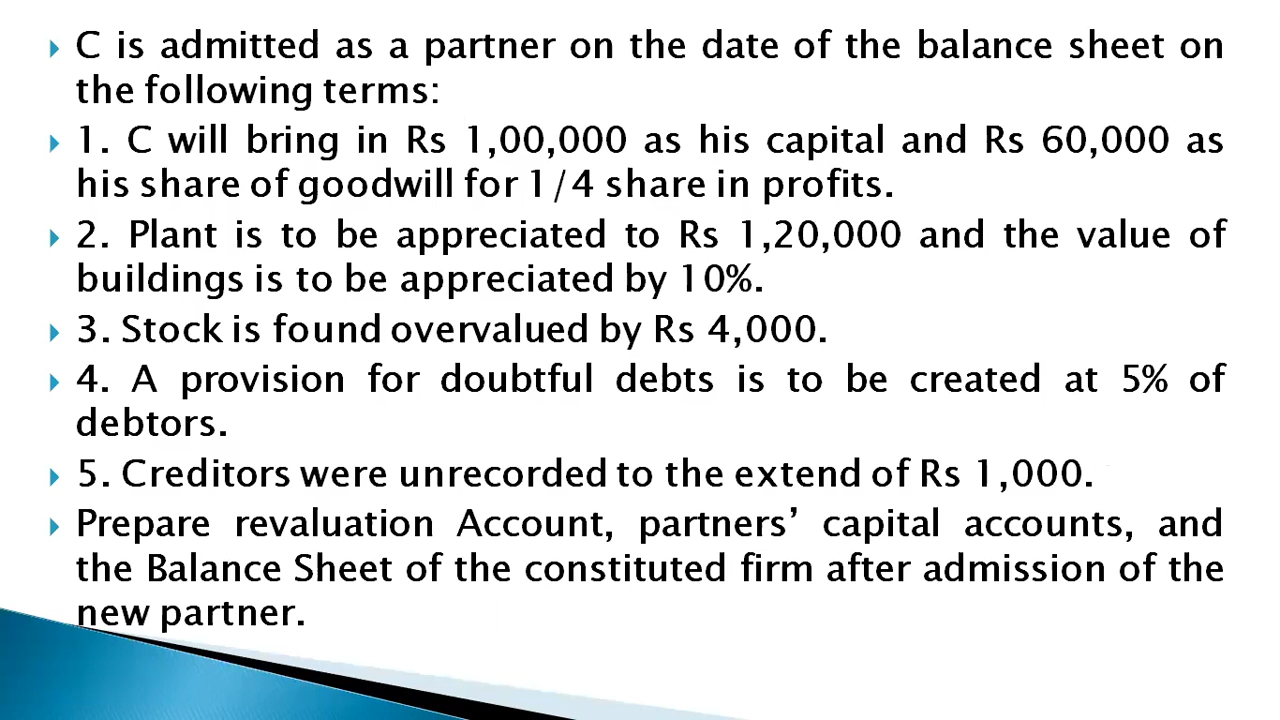 C is admitted as a partner on the date of the balance sheet on
the following terms:
1. C will bring in Rs 1,00,000 as his capital and Rs 60,000 as
his share of goodwill for 1/4 share in profits.
2. Plant is to be appreciated to Rs 1,20,000 and the value of
buildings is to be appreciated by 10%.
3. Stock is found overvalued by Rs 4,000.
4. A provision for doubtful debts is to be created at 5% of
debtors.
5. Creditors were unrecorded to the extend of Rs 1,000.
Prepare revaluation Account, partners’ capital accounts, and
the Balance Sheet of the constituted firm after admission of the
new partner.